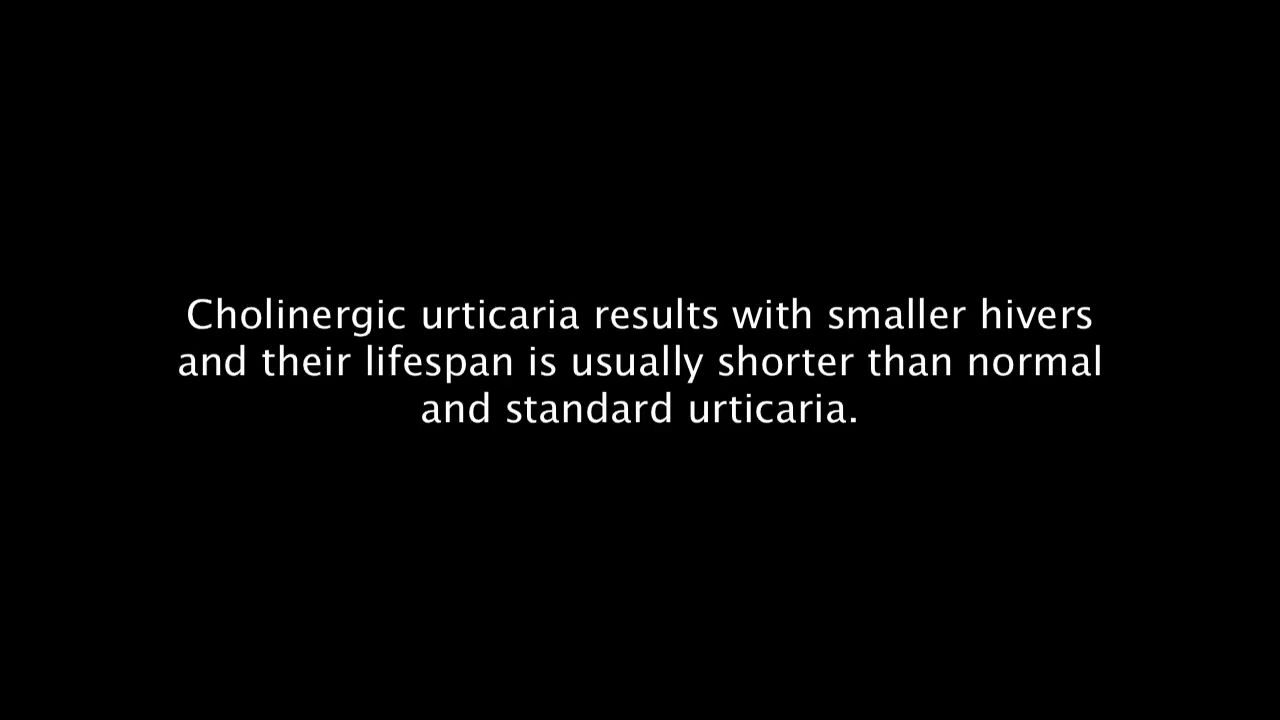 Cholinergic urticaria results with smaller hivers
and their lifespan is usually shorter than normal
and standard urticaria.